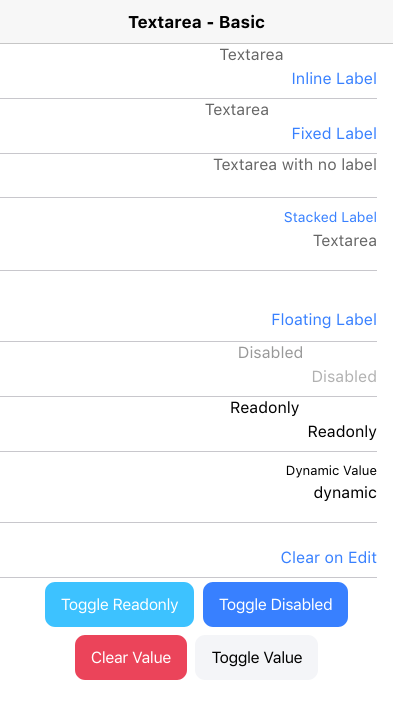 Textarea - Basic
Textarea
Inline Label
Textarea
Fixed Label
Textarea with no label
Stacked Label
Textarea
Floating Label
Disabled
Disabled
Readonly
Readonly
Dynamic Value
dynamic
Clear on Edit
Toggle Readonly Toggle Disabled
Clear Value Toggle Value